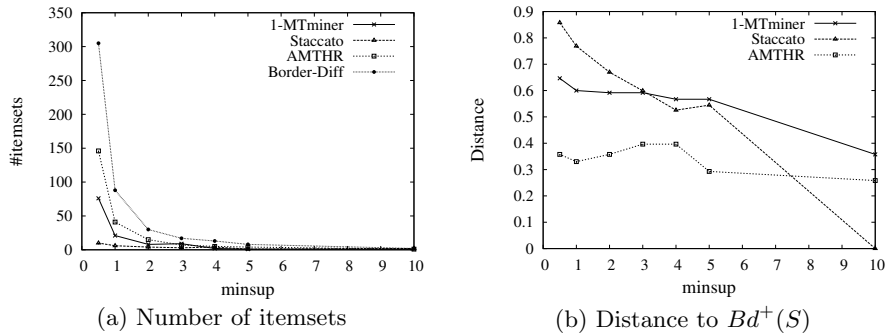 350
300
250
200
150
100
50
0
#itemsets
1-MTminer
Staccato
AMTHR
Border-Diff
0 1 2 3 4 5 6 7 8 9 10
minsup
(a) Number of itemsets
0.9
0.8
0.7
0.6
0.5
0.4
0.3
0.2
0.1
0
Distance
1-MTminer
Staccato
AMTHR
0 1 2 3 4 5 6 7 8 9 10
minsup
(b) Distance to Bd+(S)